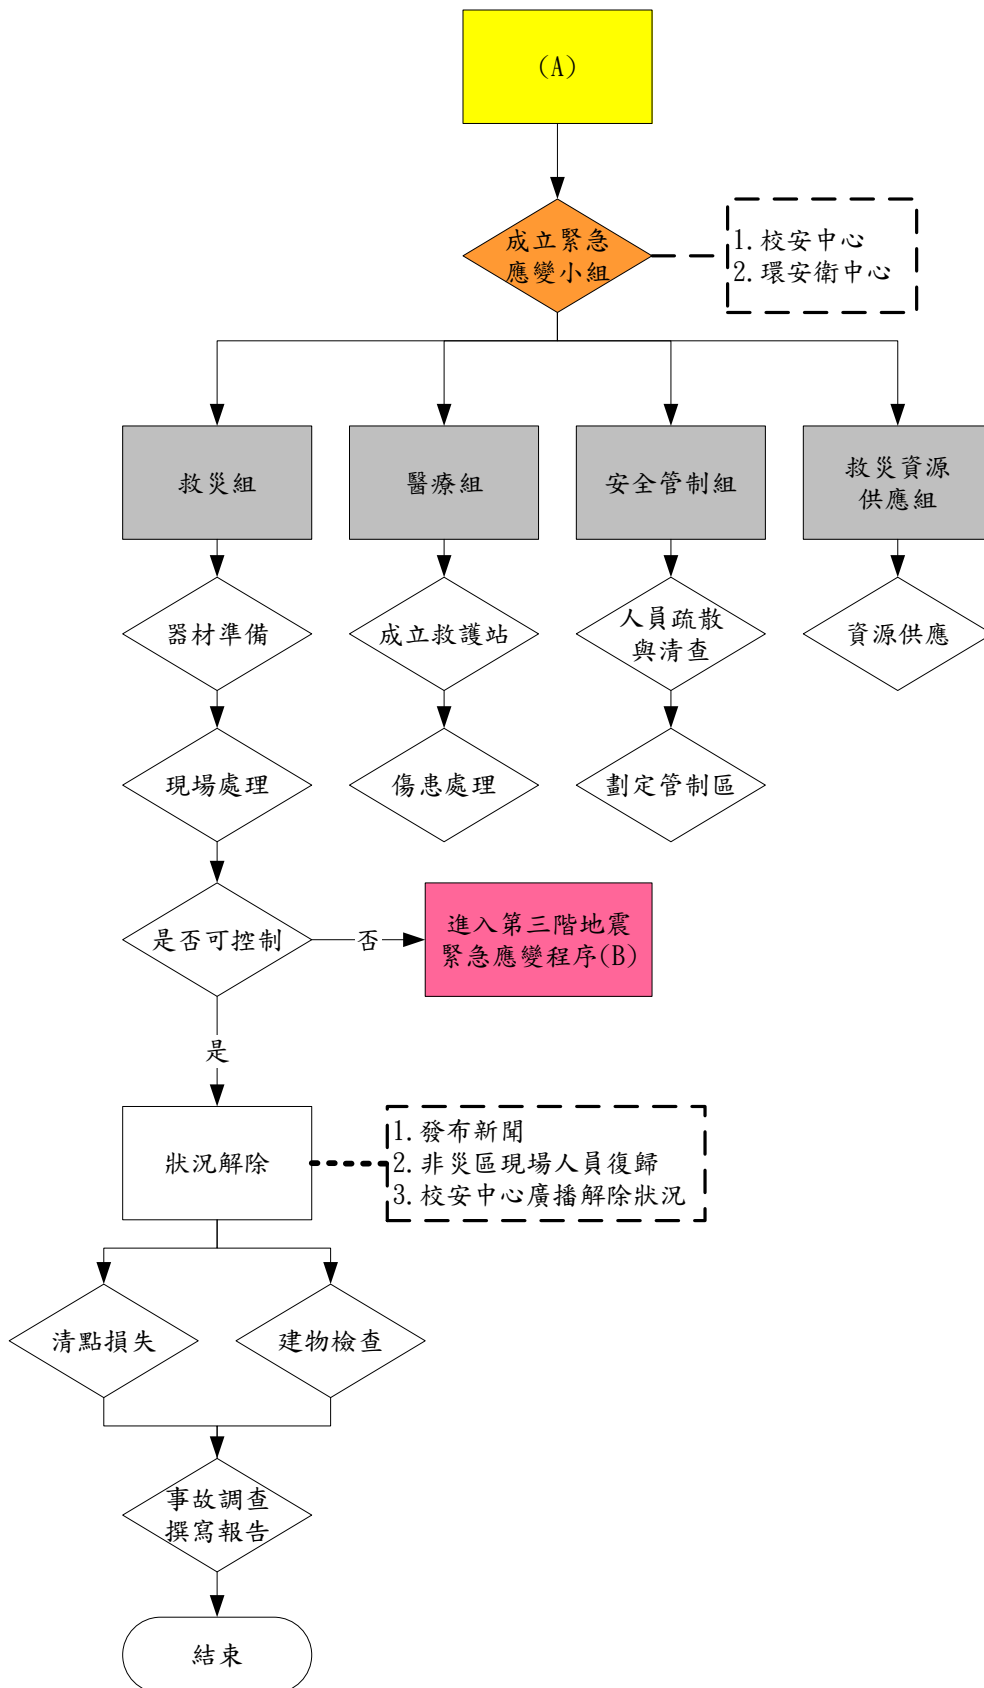 (A)
成立緊急
應變小組
1.校安中心
2.環安衛中心
救災組
醫療組
安全管制組
救災資源
供應組
器材準備
成立救護站
人員疏散
與清查
資源供應
現場處理
傷患處理
劃定管制區
是否可控制
否
進入第三階地震
緊急應變程序(B)
是
狀況解除
1.發布新聞
2.非災區現場人員復歸
3.校安中心廣播解除狀況
清點損失
建物檢查
事故調查
撰寫報告
結束